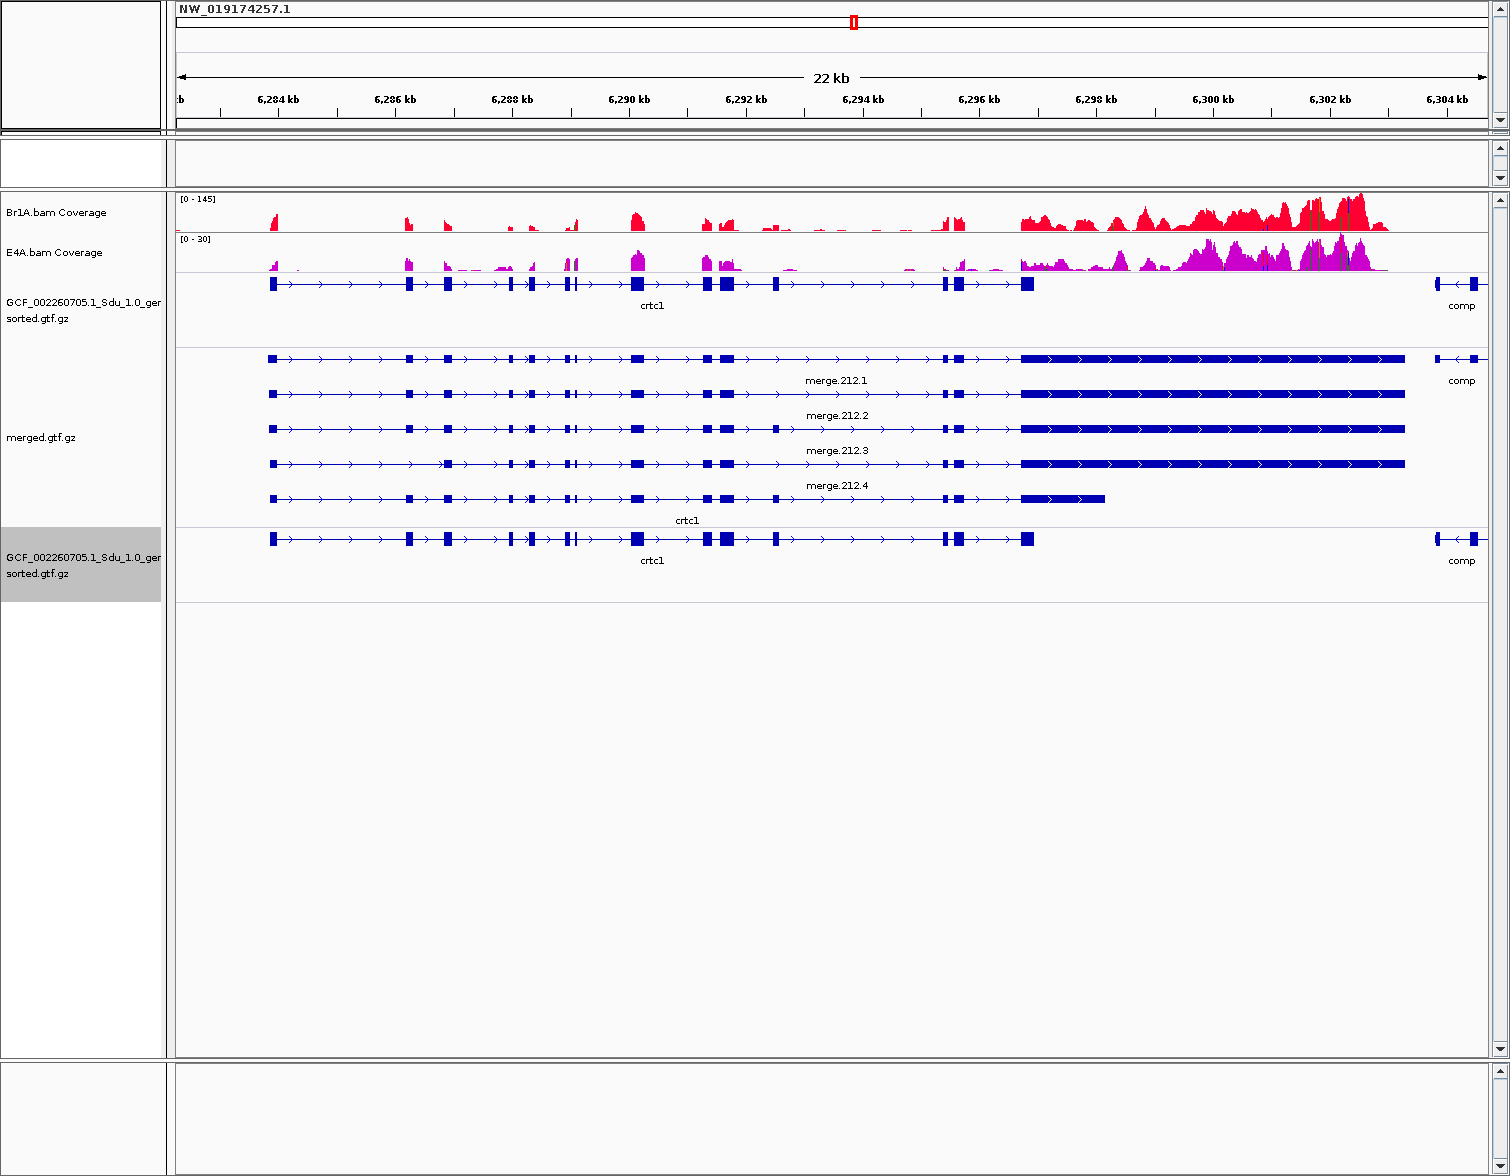 NW_019174257.1
22 kb
kb 6,284 kb 6,286 kb 6,288 kb 6,290 kb 6,292 kb 6,294 kb 6,296 kb 6,298 kb 6,300 kb 6,302 kb 6,304 kb
[0 - 145]
Br1A.bam Coverage
[0 - 30]
E4A.bam Coverage
GCF_002260705.1_Sdu_1.0_ger
sorted.gtf.gz
crtc1 comp
merge.212.1 comp
merge.212.2
merged.gtf.gz
merge.212.3
merge.212.4
crtc1
GCF_002260705.1_Sdu_1.0_ger
sorted.gtf.gz
crtc1 comp